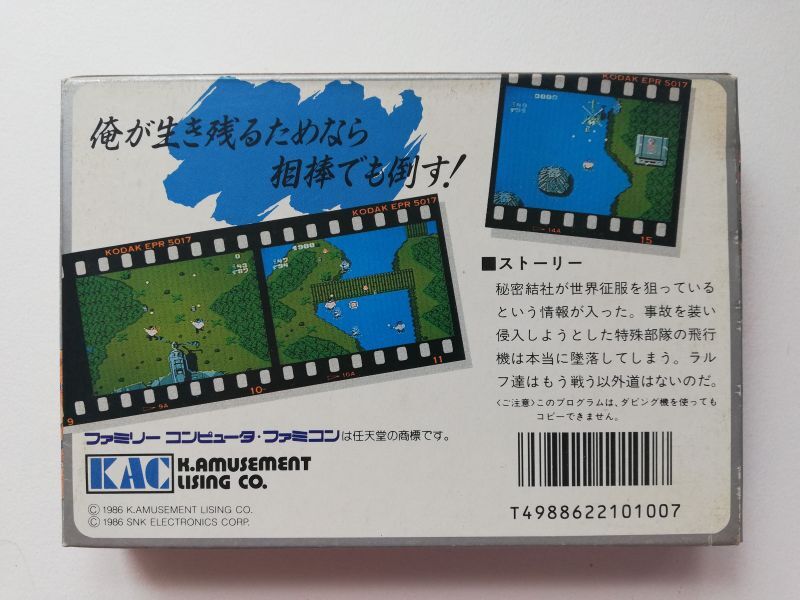 俺が生き残るためなら
相棒でも倒す!
KODAK EPR 5017
15
14A
KODAK EPR 5017
KODAK EPR 5017
9
9A
10
10A
11
■ストーリー
秘密結社が世界征服を狙っている
という情報が入った。事故を装い
侵入しようとした特殊部隊の飛行
機は本当に墜落してしまう。ラル
フ達はもう戦う以外道はないのだ。
〈ご注意〉このプログラムは、ダビング機を使っても
コピーできません。
ファミリー コンピュータ・ファミコンは任天堂の商標です。
KAC K.AMUSEMENT
LISING CO.
© 1986 K.AMUSEMENT LISING CO.
© 1986 SNK ELECTRONICS CORP.
T4988622101007